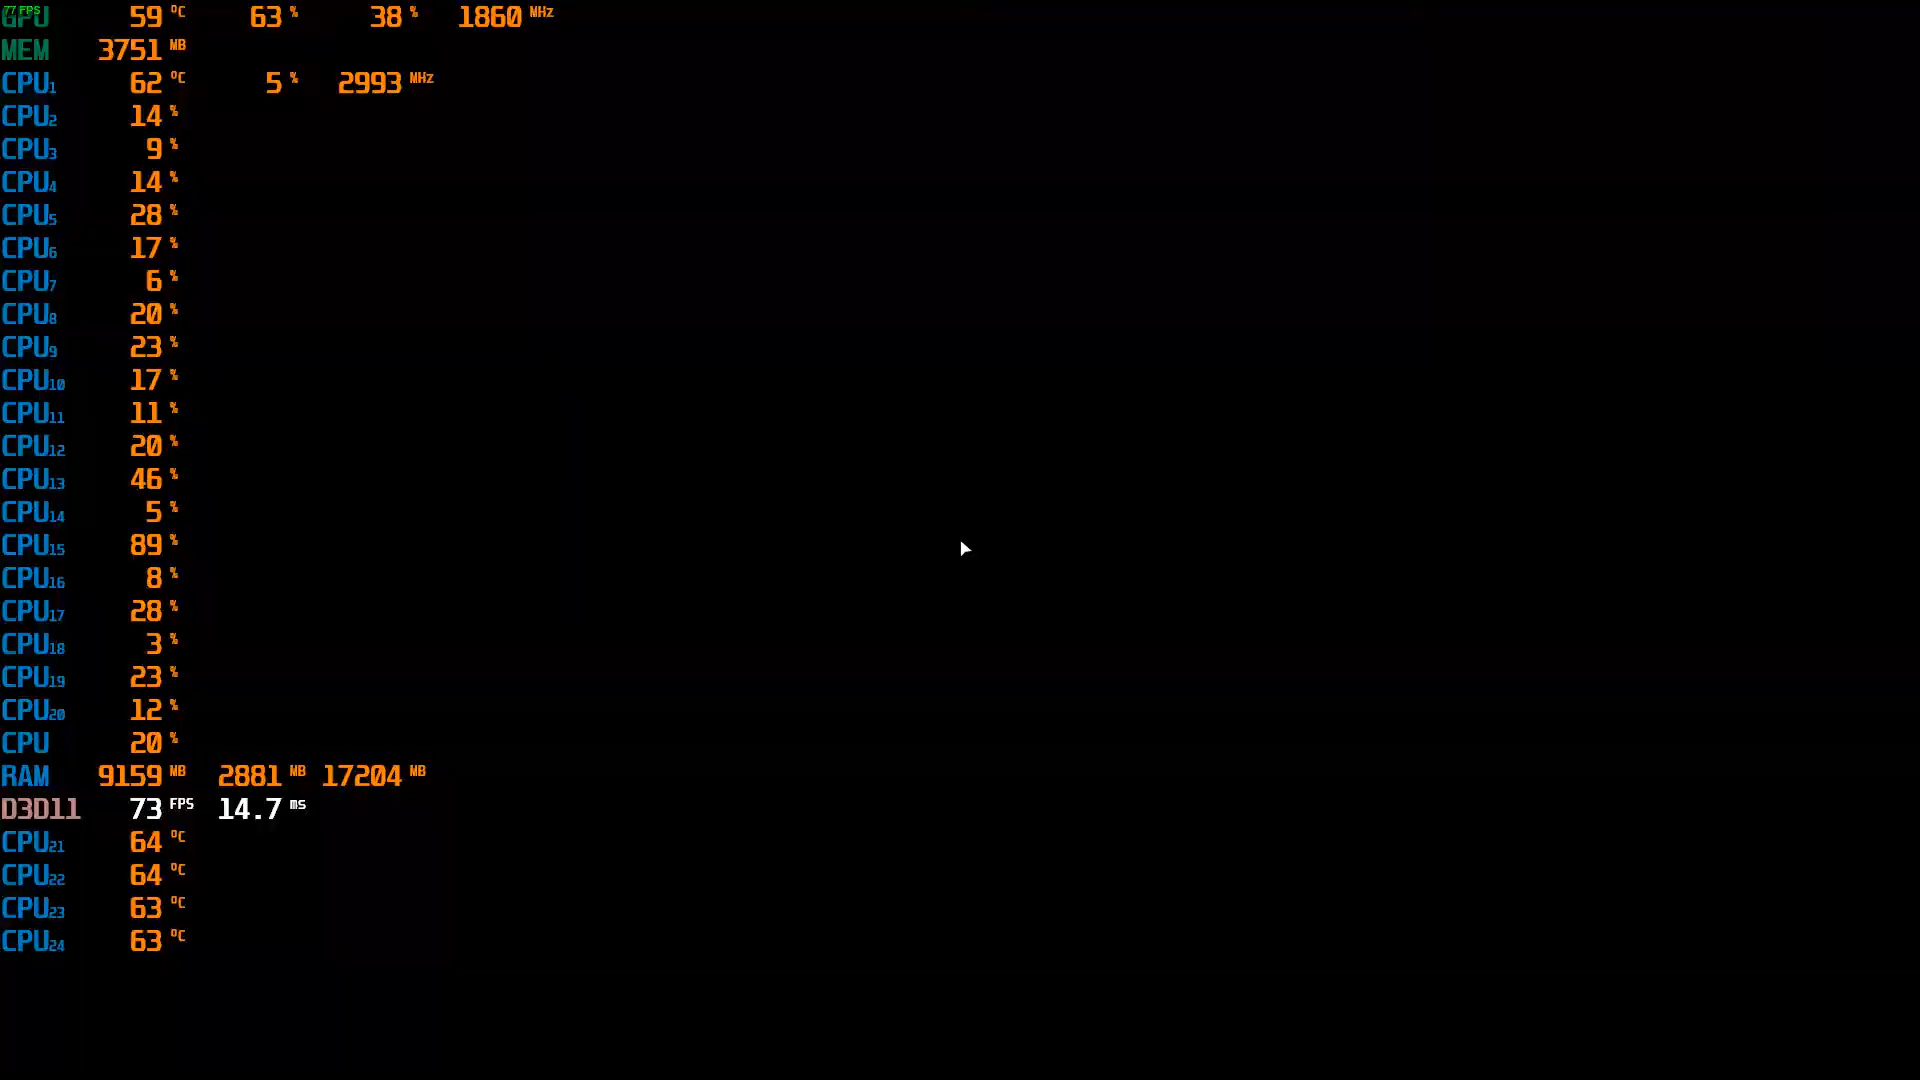 77 FPS
GPU 59 °C 63 % 38 % 1860 MHz
MEM 3751 MB
CPU1 62 °C 5 % 2993 MHz
CPU2 14 %
CPU3 9 %
CPU4 14 %
CPU5 28 %
CPU6 17 %
CPU7 6 %
CPU8 20 %
CPU9 23 %
CPU10 17 %
CPU11 11 %
CPU12 20 %
CPU13 46 %
CPU14 5 %
CPU15 89 %
CPU16 8 %
CPU17 28 %
CPU18 3 %
CPU19 23 %
CPU20 12 %
CPU 20 %
RAM 9159 MB 2881 MB 17204 MB
D3D11 73 FPS 14.7 ms
CPU21 64 °C
CPU22 64 °C
CPU23 63 °C
CPU24 63 °C